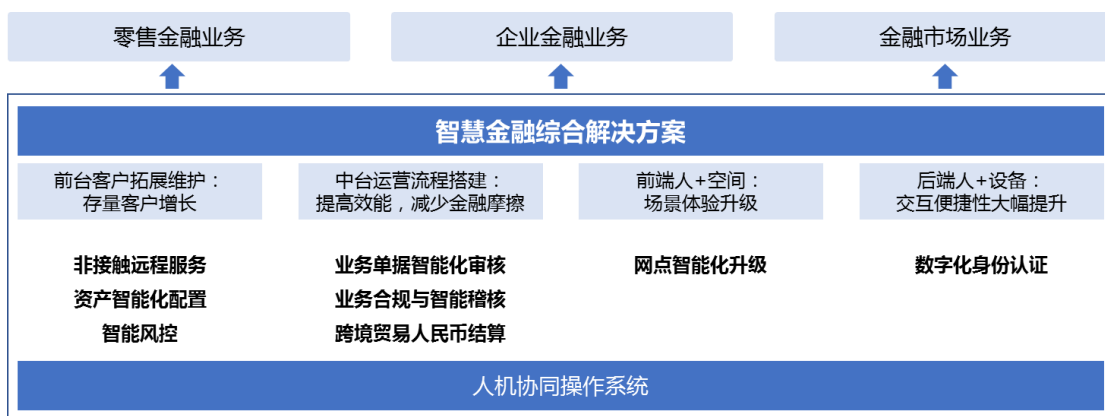 零售金融业务
企业金融业务
金融市场业务
智慧金融综合解决方案
前台客户拓展维护：
存量客户增长
中台运营流程搭建：
提高效能，减少金融摩擦
前端人+空间：
场景体验升级
后端人+设备：
交互便捷性大幅提升
非接触远程服务
资产智能化配置
智能风控
业务单据智能化审核
业务合规与智能稽核
跨境贸易人民币结算
网点智能化升级
数字化身份认证
人机协同操作系统